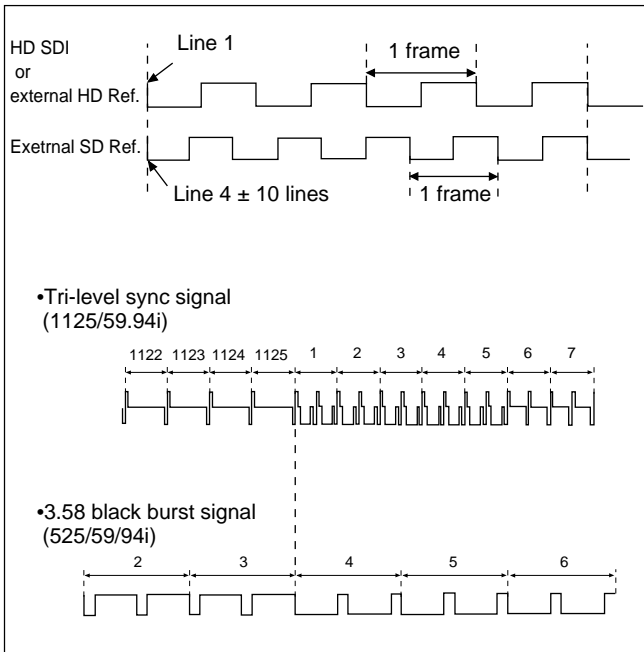 HD SDI
or
external HD Ref.
Line 1
1 frame
Exetrnal SD Ref.
Line 4 ± 10 lines
1 frame
•Tri-level sync signal
(1125/59.94i)
1122 1123 1124 1125 1 2 3 4 5 6 7
•3.58 black burst signal
(525/59/94i)
2 3 4 5 6